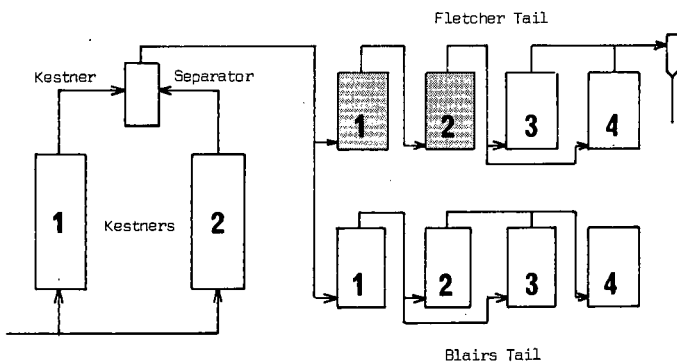 Fletcher Tail
Kestner Separator
1 2 3 4
1 Kestners 2
1 2 3 4
Blairs Tail